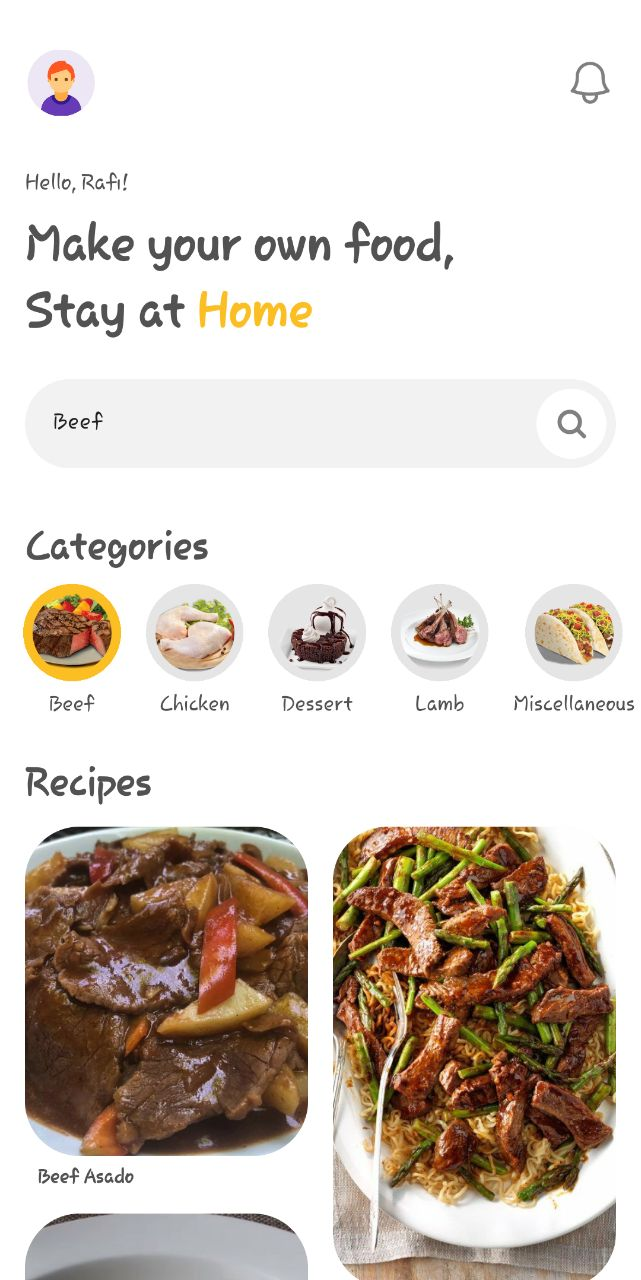 Hello, Rafi!
Make your own food,
Stay at Home
Beef
Categories
Beef
Chicken
Dessert
Lamb
Miscellaneous
Recipes
Beef Asado